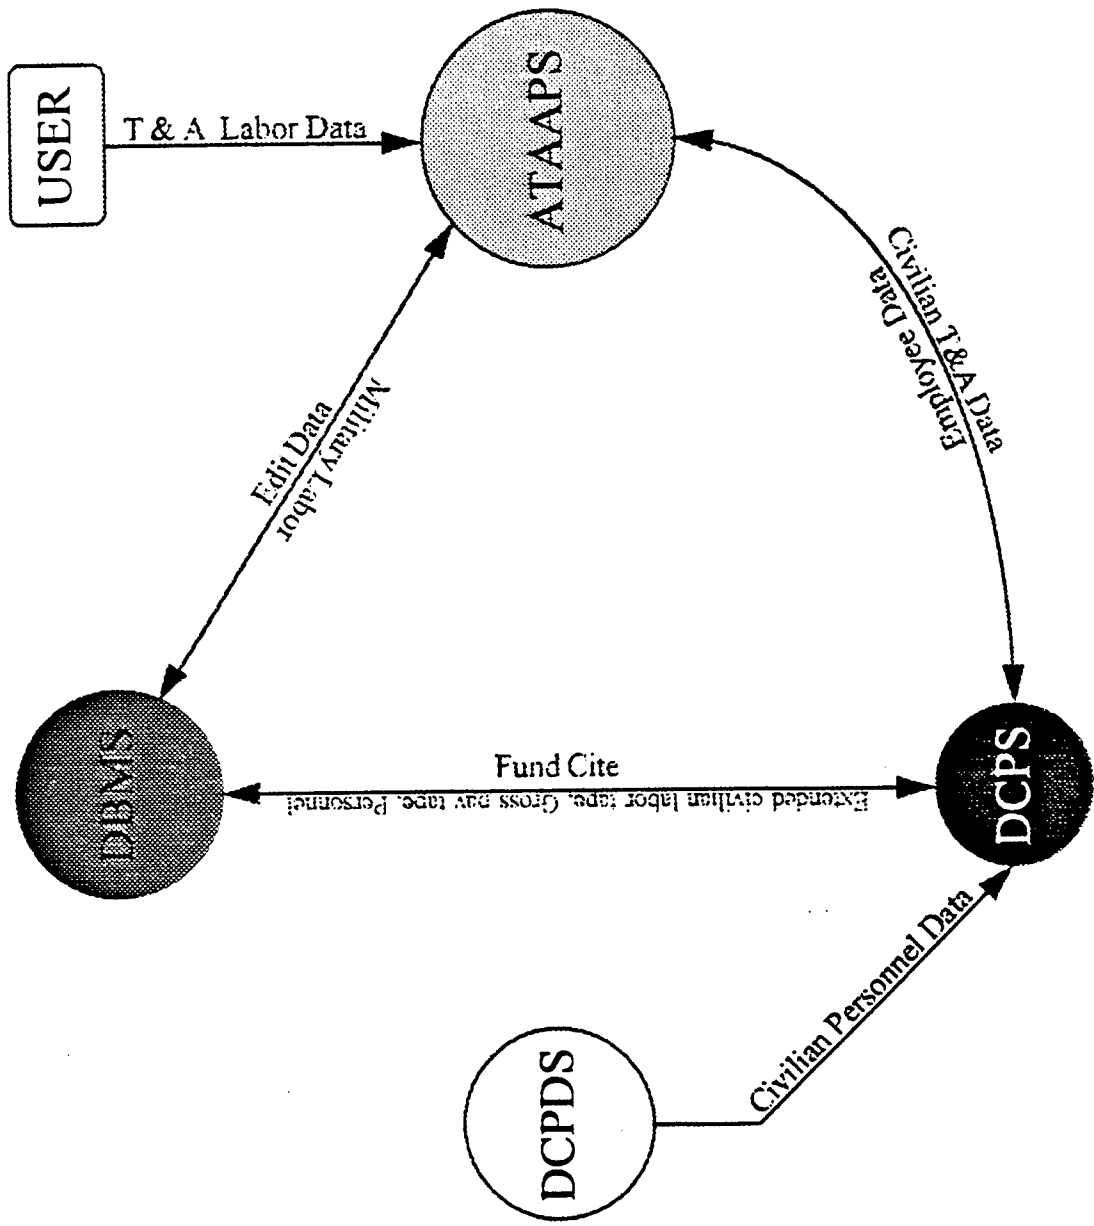 USER
T & A Labor Data
ATAAPS
Edit Data
Military Labor
Civilian T&A Data
Employee Data
DBMS
Fund Cite
Extended civilian labor tape, Gross pay tape, Personnel
DCPS
Civilian Personnel Data
DCPDS